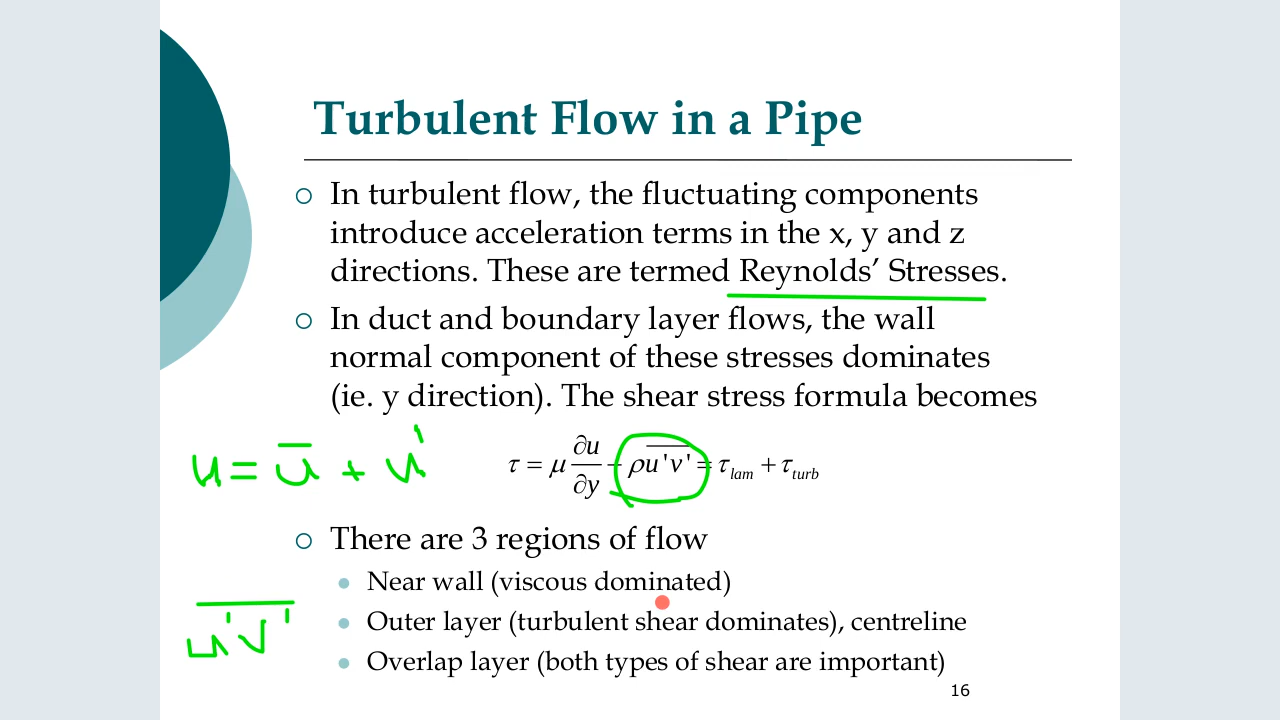 Turbulent Flow in a Pipe
In turbulent flow, the fluctuating components
introduce acceleration terms in the x, y and z
directions. These are termed Reynolds’ Stresses.
In duct and boundary layer flows, the wall
normal component of these stresses dominates
(ie. y direction). The shear stress formula becomes
u = u̅ + u'
τ = μ ∂u/∂y − ρ u̅'̅v̅'̅ = τ_lam + τ_turb
There are 3 regions of flow
Near wall (viscous dominated)
u̅'̅v̅'̅
Outer layer (turbulent shear dominates), centreline
Overlap layer (both types of shear are important)
16